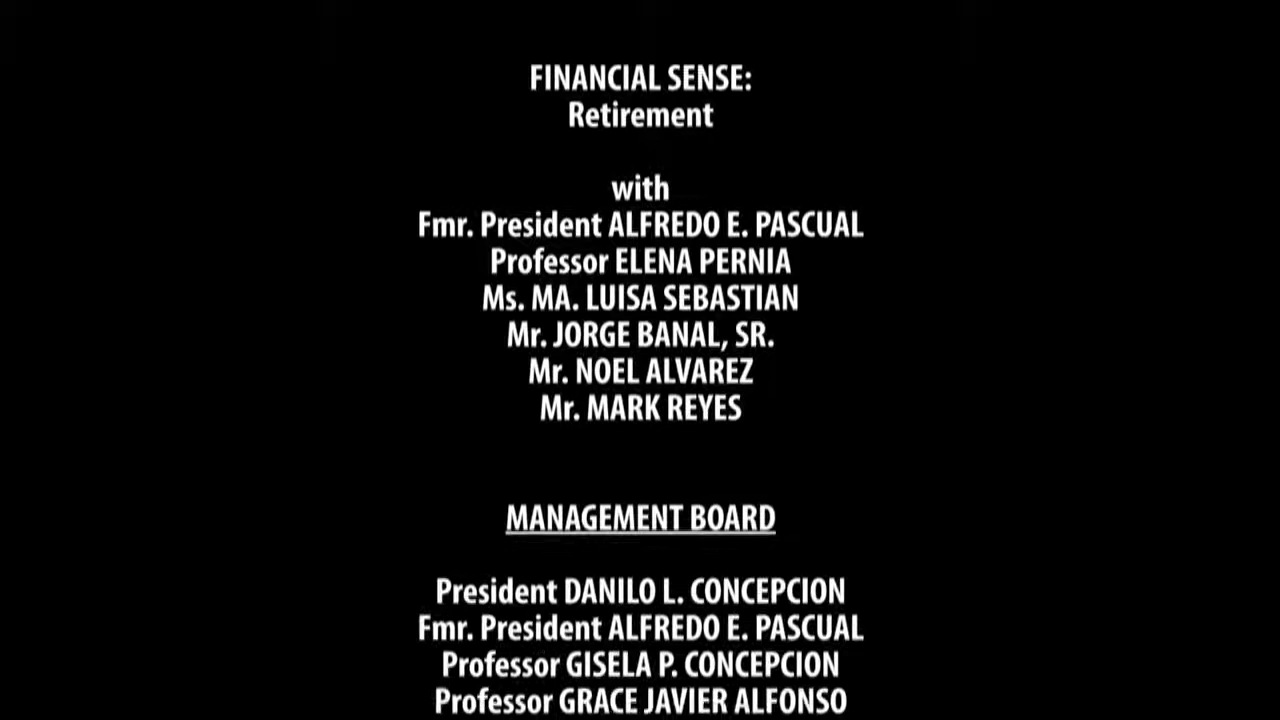 FINANCIAL SENSE:
Retirement
with
Fmr. President ALFREDO E. PASCUAL
Professor ELENA PERNIA
Ms. MA. LUISA SEBASTIAN
Mr. JORGE BANAL, SR.
Mr. NOEL ALVAREZ
Mr. MARK REYES
MANAGEMENT BOARD
President DANILO L. CONCEPCION
Fmr. President ALFREDO E. PASCUAL
Professor GISELA P. CONCEPCION
Professor GRACE JAVIER ALFONSO